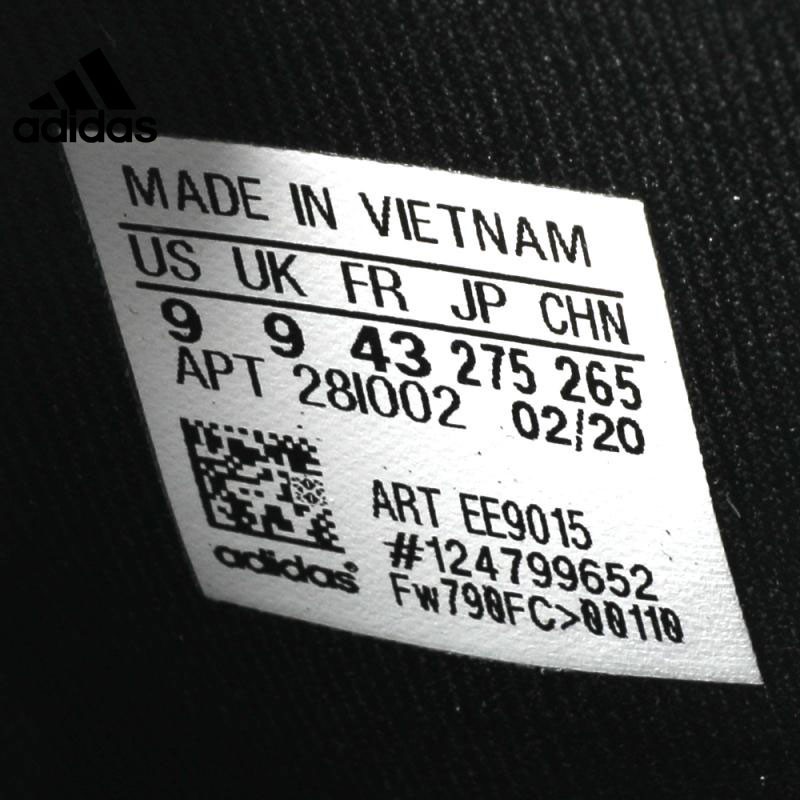 adidas
MADE IN VIETNAM
US UK FR JP CHN
9 9 43 275 265
APT 28I002 02/20
ART EE9015
#124799652
Fw790FC>00110
adidas®